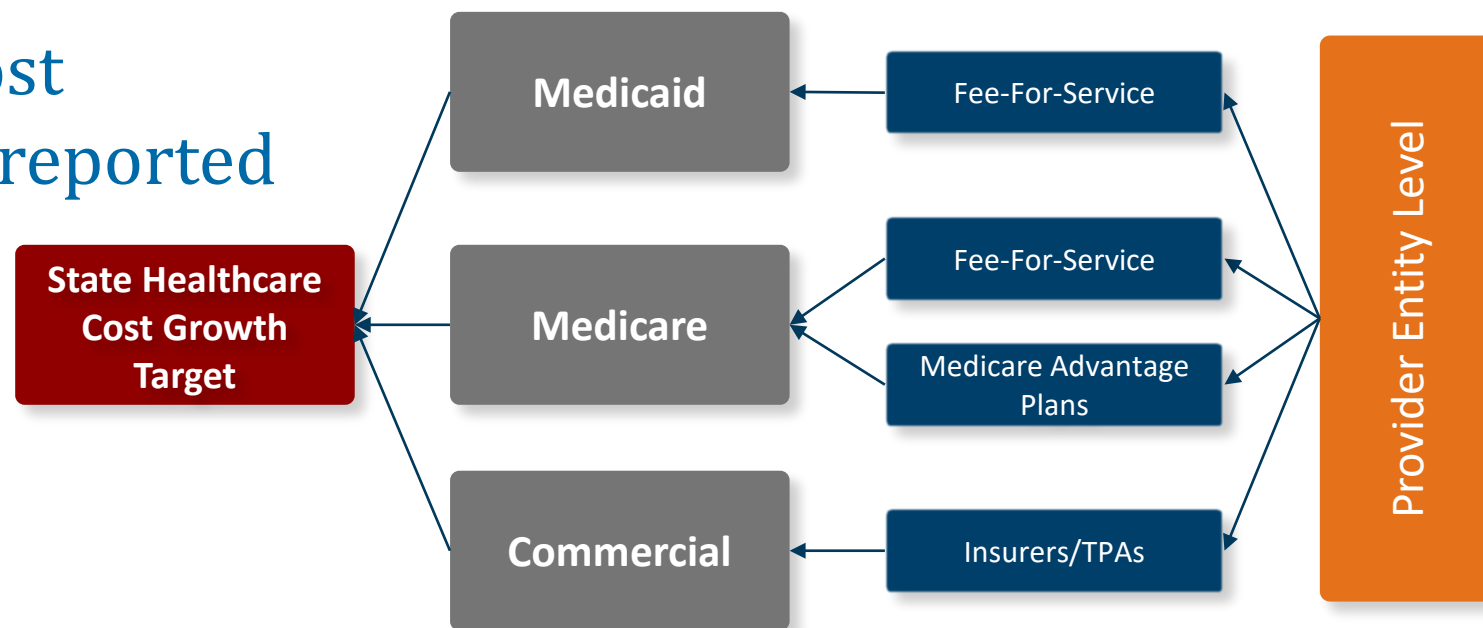 reported
State Healthcare
Cost Growth
Target
Medicaid
Medicare
Commercial
Fee-For-Service
Fee-For-Service
Medicare Advantage
Plans
Insurers/TPAs
Provider Entity Level